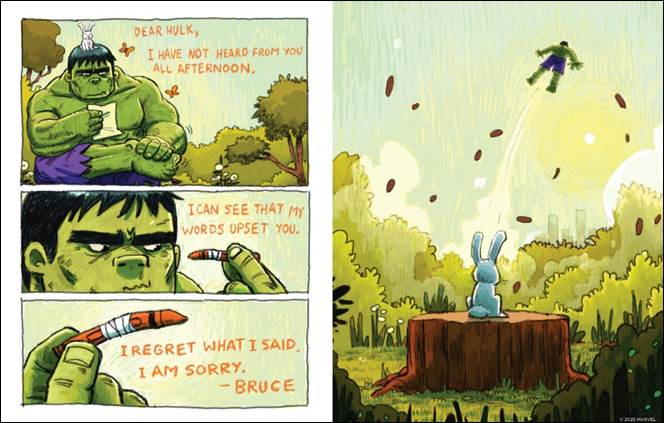 DEAR HULK,
I HAVE NOT HEARD FROM YOU
ALL AFTERNOON.
I CAN SEE THAT MY
WORDS UPSET YOU.
I REGRET WHAT I SAID.
I AM SORRY.
– BRUCE
© 2025 MARVEL